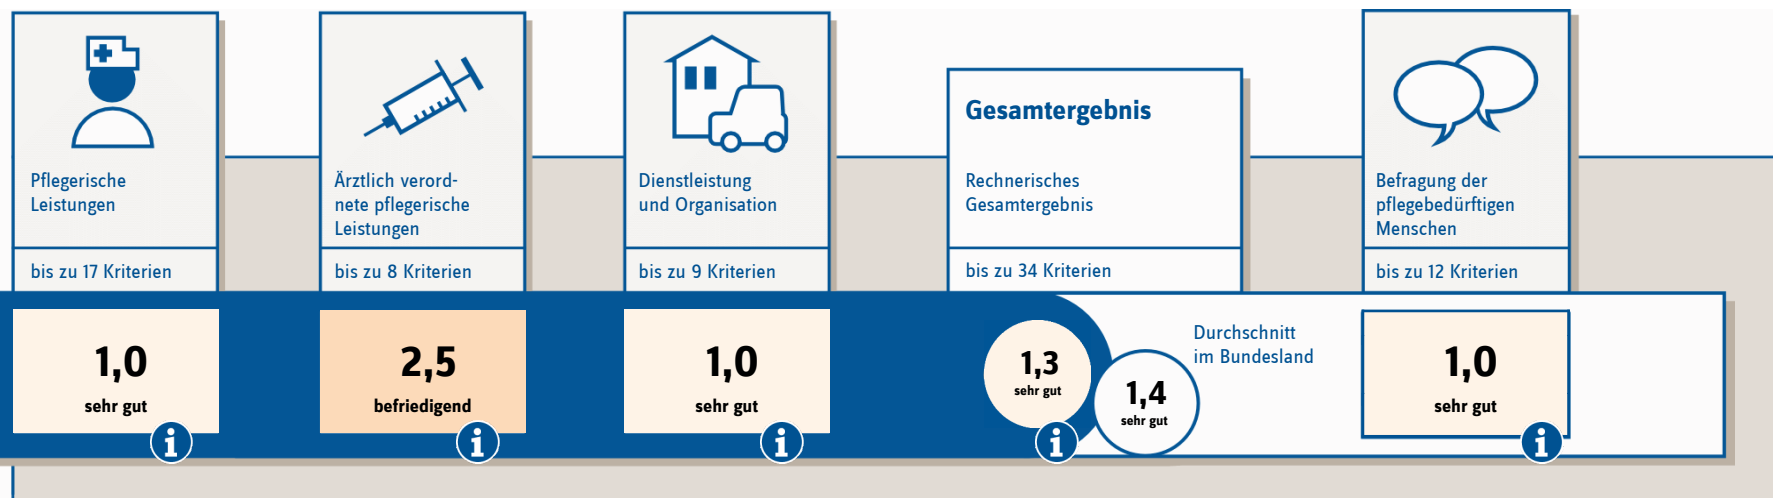 Pflegerische
Leistungen
bis zu 17 Kriterien
1,0
sehr gut
i
Ärztlich verord-
nete pflegerische
Leistungen
bis zu 8 Kriterien
2,5
befriedigend
i
Dienstleistung
und Organisation
bis zu 9 Kriterien
1,0
sehr gut
i
Gesamtergebnis
Rechnerisches
Gesamtergebnis
bis zu 34 Kriterien
1,3
sehr gut
i
1,4
sehr gut
Durchschnitt
im Bundesland
Befragung der
pflegebedürftigen
Menschen
bis zu 12 Kriterien
1,0
sehr gut
i